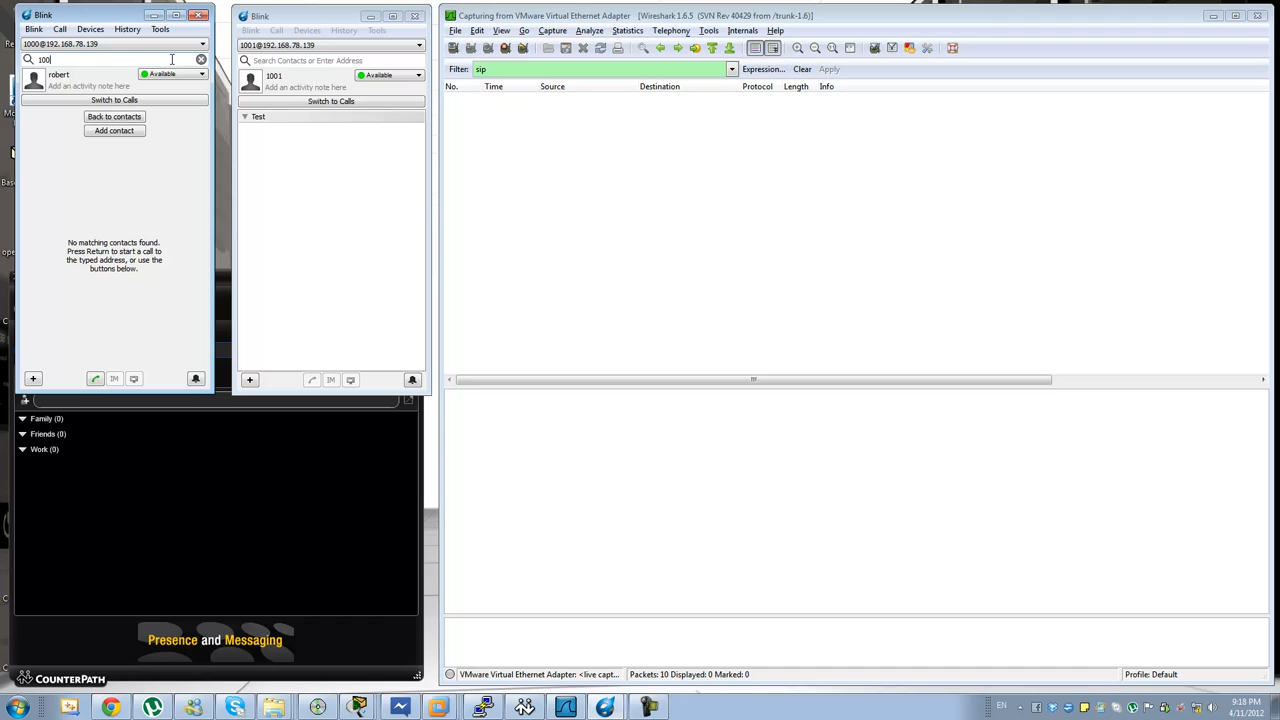 Blink
Blink Call Devices History Tools
1000@192.168.78.139
100
robert
Available
Add an activity note here
Switch to Calls
Back to contacts
Add contact
No matching contacts found.
Press Return to start a call to
the typed address, or use the
buttons below.
IM
Blink
Blink Call Devices History Tools
1001@192.168.78.139
Search Contacts or Enter Address
1001
Available
Add an activity note here
Switch to Calls
Test
IM
Capturing from VMware Virtual Ethernet Adapter [Wireshark 1.6.5 (SVN Rev 40429 from /trunk-1.6)]
File Edit View Go Capture Analyze Statistics Telephony Tools Internals Help
Filter: sip Expression... Clear Apply
No. Time Source Destination Protocol Length Info
VMware Virtual Ethernet Adapter: <live capt... Packets: 10 Displayed: 0 Marked: 0 Profile: Default
Family (0)
Friends (0)
Work (0)
Presence and Messaging
COUNTERPATH
EN
9:18 PM
4/11/2012